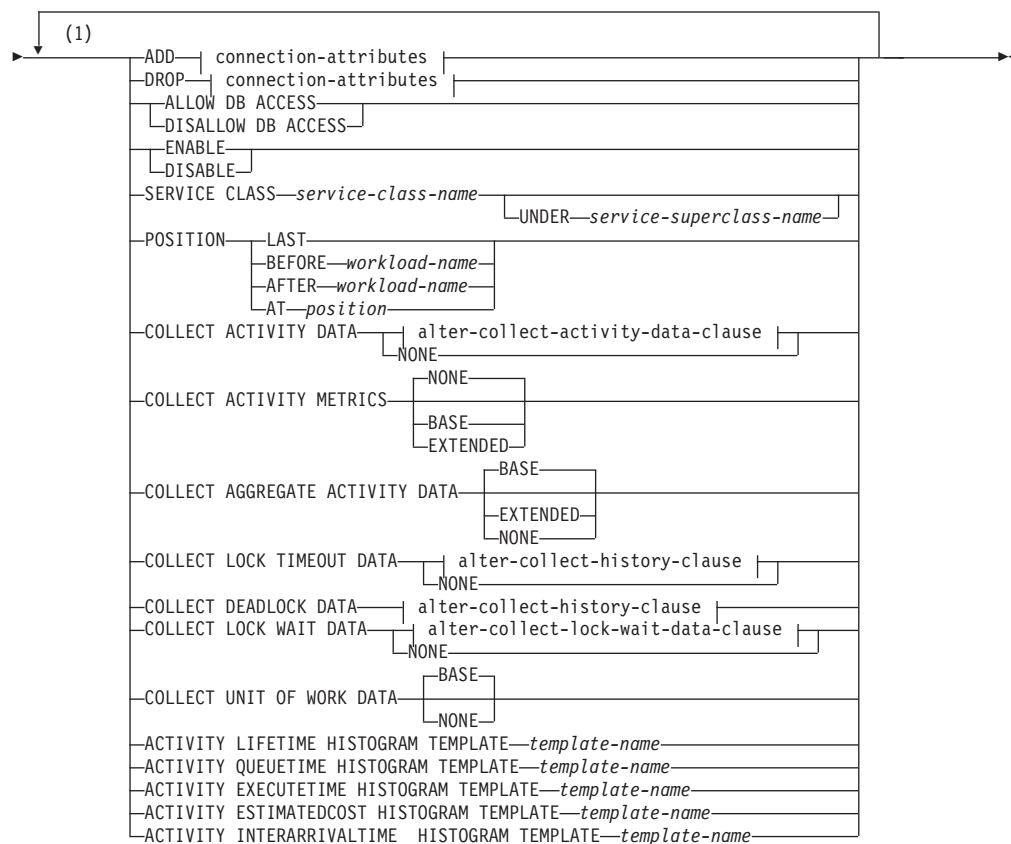 (1)
ADD connection-attributes
DROP connection-attributes
ALLOW DB ACCESS
DISALLOW DB ACCESS
ENABLE
DISABLE
SERVICE CLASS service-class-name
UNDER service-superclass-name
POSITION LAST
BEFORE workload-name
AFTER workload-name
AT position
COLLECT ACTIVITY DATA alter-collect-activity-data-clause
NONE
NONE
COLLECT ACTIVITY METRICS
BASE
EXTENDED
BASE
COLLECT AGGREGATE ACTIVITY DATA
EXTENDED
NONE
COLLECT LOCK TIMEOUT DATA alter-collect-history-clause
NONE
COLLECT DEADLOCK DATA alter-collect-history-clause
COLLECT LOCK WAIT DATA alter-collect-lock-wait-data-clause
NONE
BASE
COLLECT UNIT OF WORK DATA
NONE
ACTIVITY LIFETIME HISTOGRAM TEMPLATE template-name
ACTIVITY QUEUETIME HISTOGRAM TEMPLATE template-name
ACTIVITY EXECUTETIME HISTOGRAM TEMPLATE template-name
ACTIVITY ESTIMATEDCOST HISTOGRAM TEMPLATE template-name
ACTIVITY INTERARRIVALTIME HISTOGRAM TEMPLATE template-name